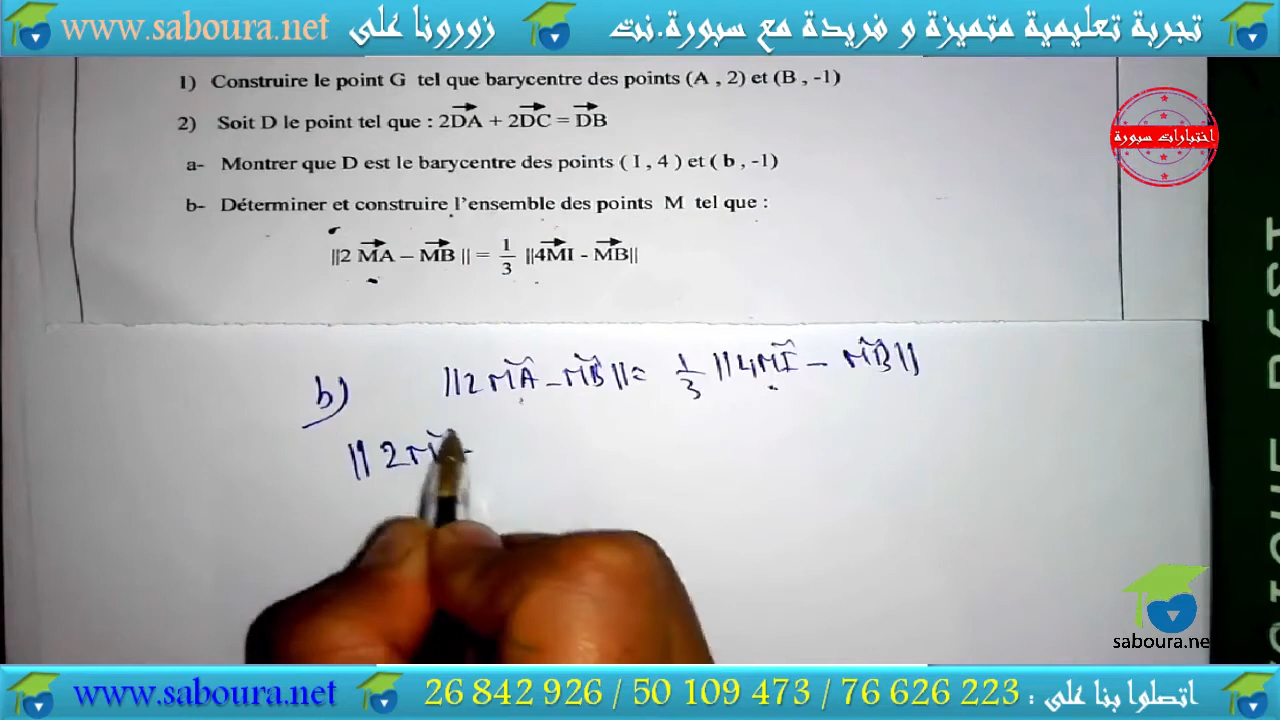 www.saboura.net زورونا على تجربة تعليمية متميزة و فريدة مع سبورة.نت
1) Construire le point G tel que barycentre des points (A , 2) et (B , -1)
2) Soit D le point tel que : 2DA + 2DC = DB
a- Montrer que D est le barycentre des points ( I , 4 ) et ( b , -1)
b- Déterminer et construire l'ensemble des points M tel que :
||2 MA – MB || = 1/3 ||4MI - MB||
اختبارات سبورة
b) ||2MA - MB|| = 1/3 ||4MI - MB||
|| 2M
saboura.ne
www.saboura.net 26 842 926 / 50 109 473 / 76 626 223 : اتصلوا بنا على